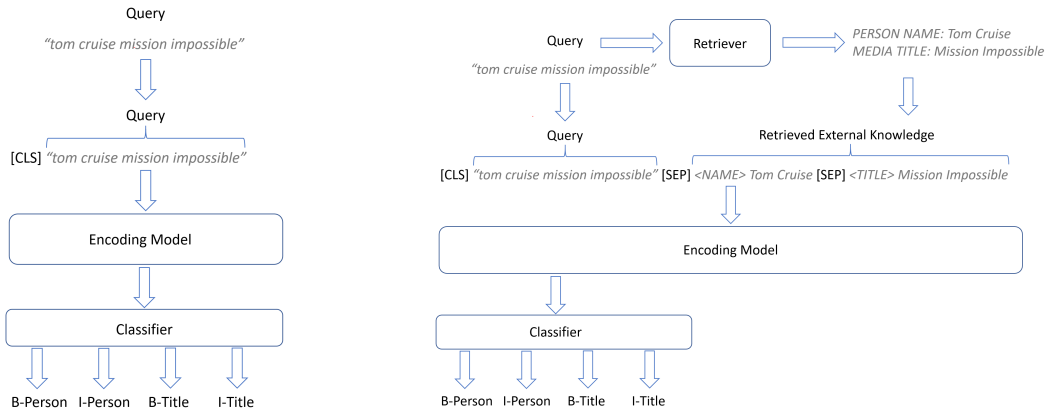 Query
“tom cruise mission impossible”
Query
[CLS] “tom cruise mission impossible”
Encoding Model
Classifier
B-Person I-Person B-Title I-Title
Query
“tom cruise mission impossible”
Retriever
PERSON NAME: Tom Cruise
MEDIA TITLE: Mission Impossible
Query
Retrieved External Knowledge
[CLS] “tom cruise mission impossible” [SEP] <NAME> Tom Cruise [SEP] <TITLE> Mission Impossible
Encoding Model
Classifier
B-Person I-Person B-Title I-Title